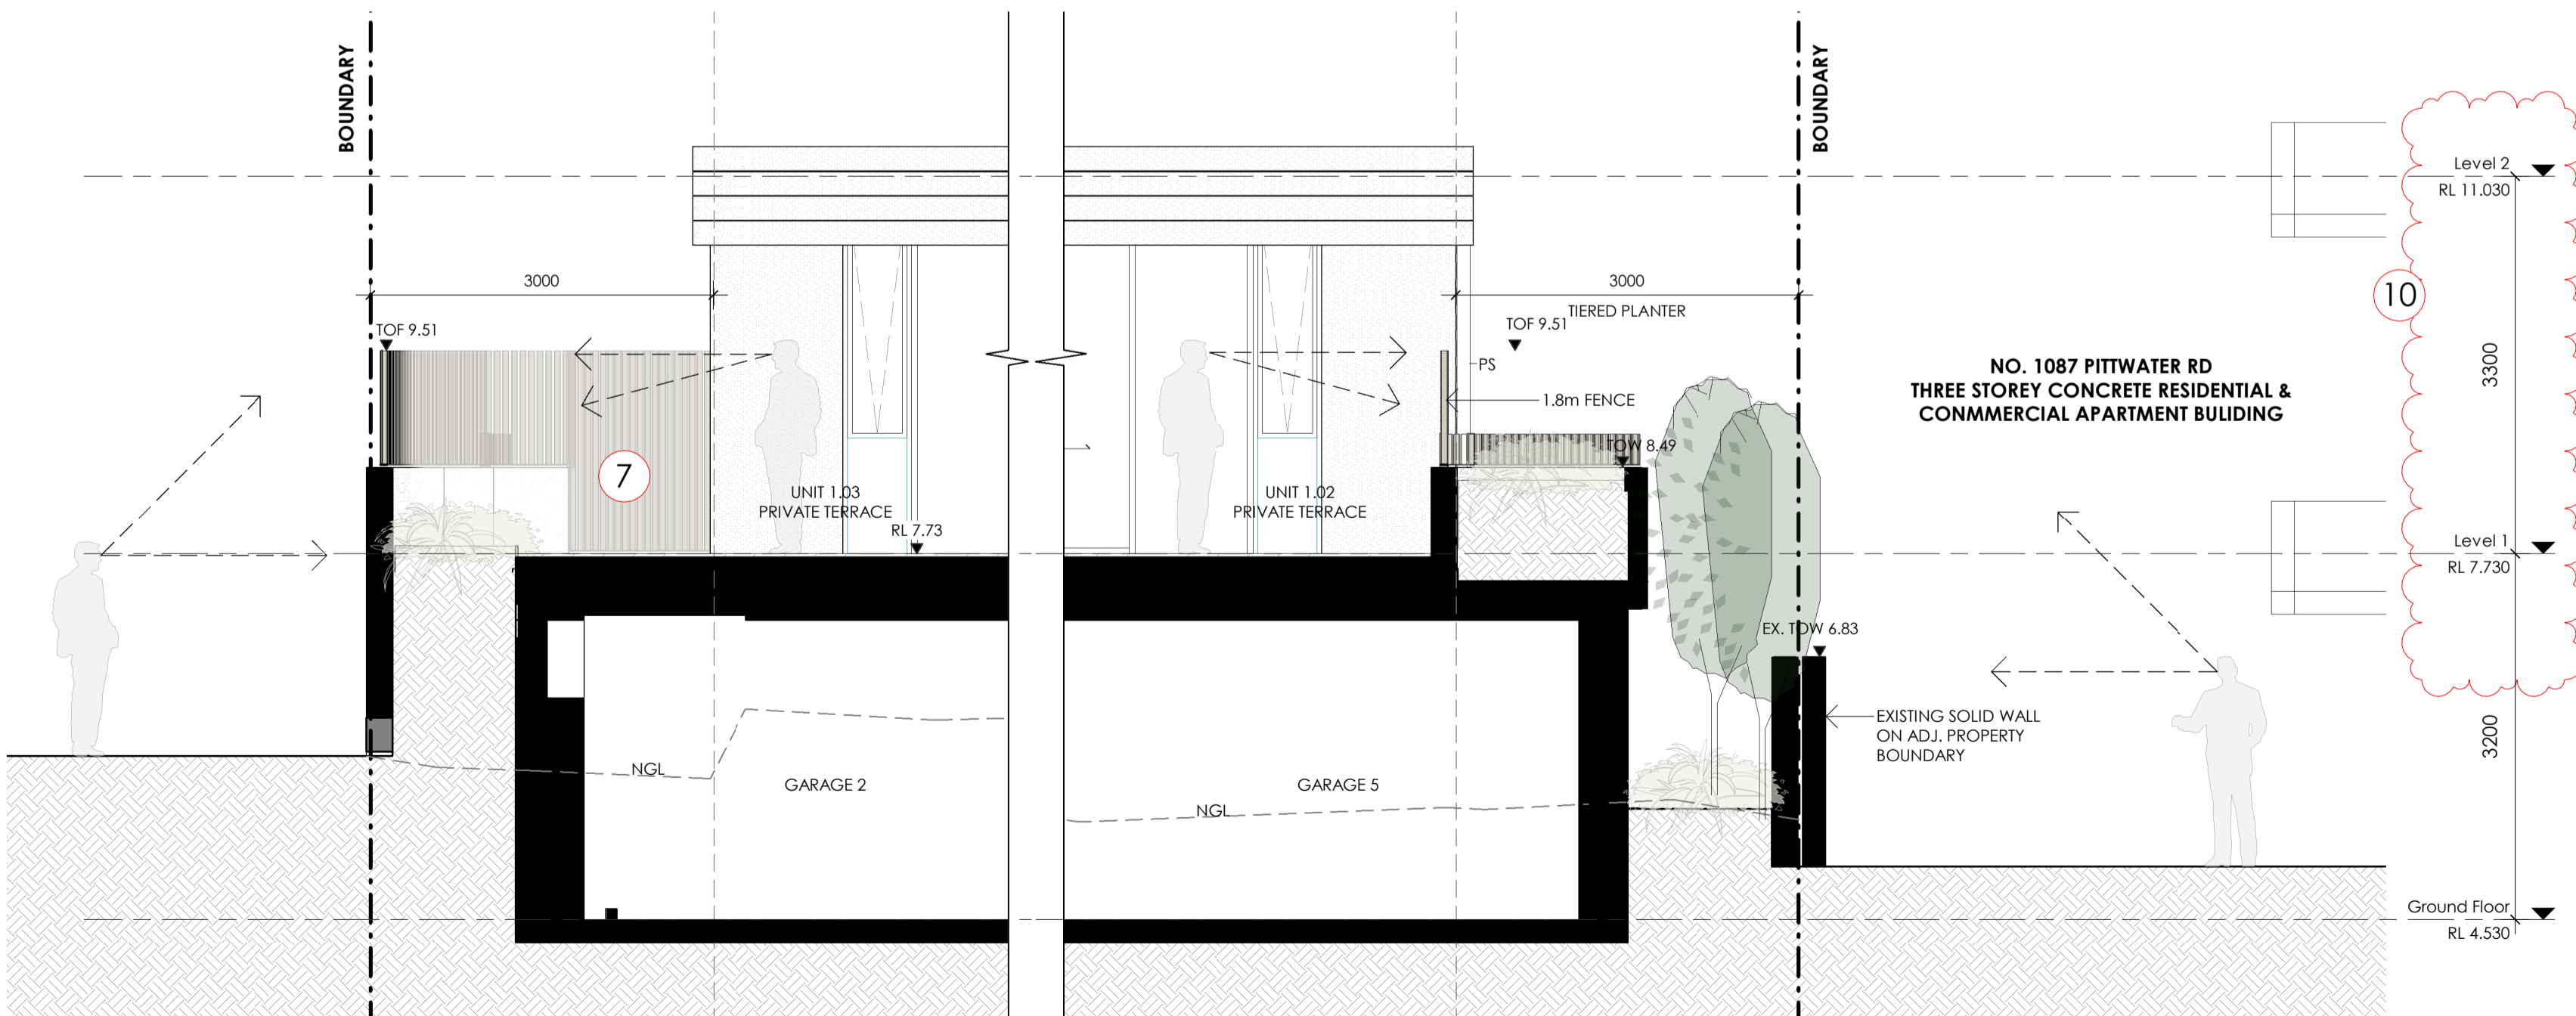 BOUNDARY
BOUNDARY
Level 2
RL 11.030
3000
3000
TIERED PLANTER
TOF 9.51
TOF 9.51
10
PS
1.8m FENCE
3300
NO. 1087 PITTWATER RD
THREE STOREY CONCRETE RESIDENTIAL &
CONMMERCIAL APARTMENT BULIDING
TOW 8.49
7
UNIT 1.03
PRIVATE TERRACE
UNIT 1.02
PRIVATE TERRACE
RL 7.73
Level 1
RL 7.730
EX. TOW 6.83
EXISTING SOLID WALL
ON ADJ. PROPERTY
BOUNDARY
3200
NGL
GARAGE 2
GARAGE 5
NGL
Ground Floor
RL 4.530